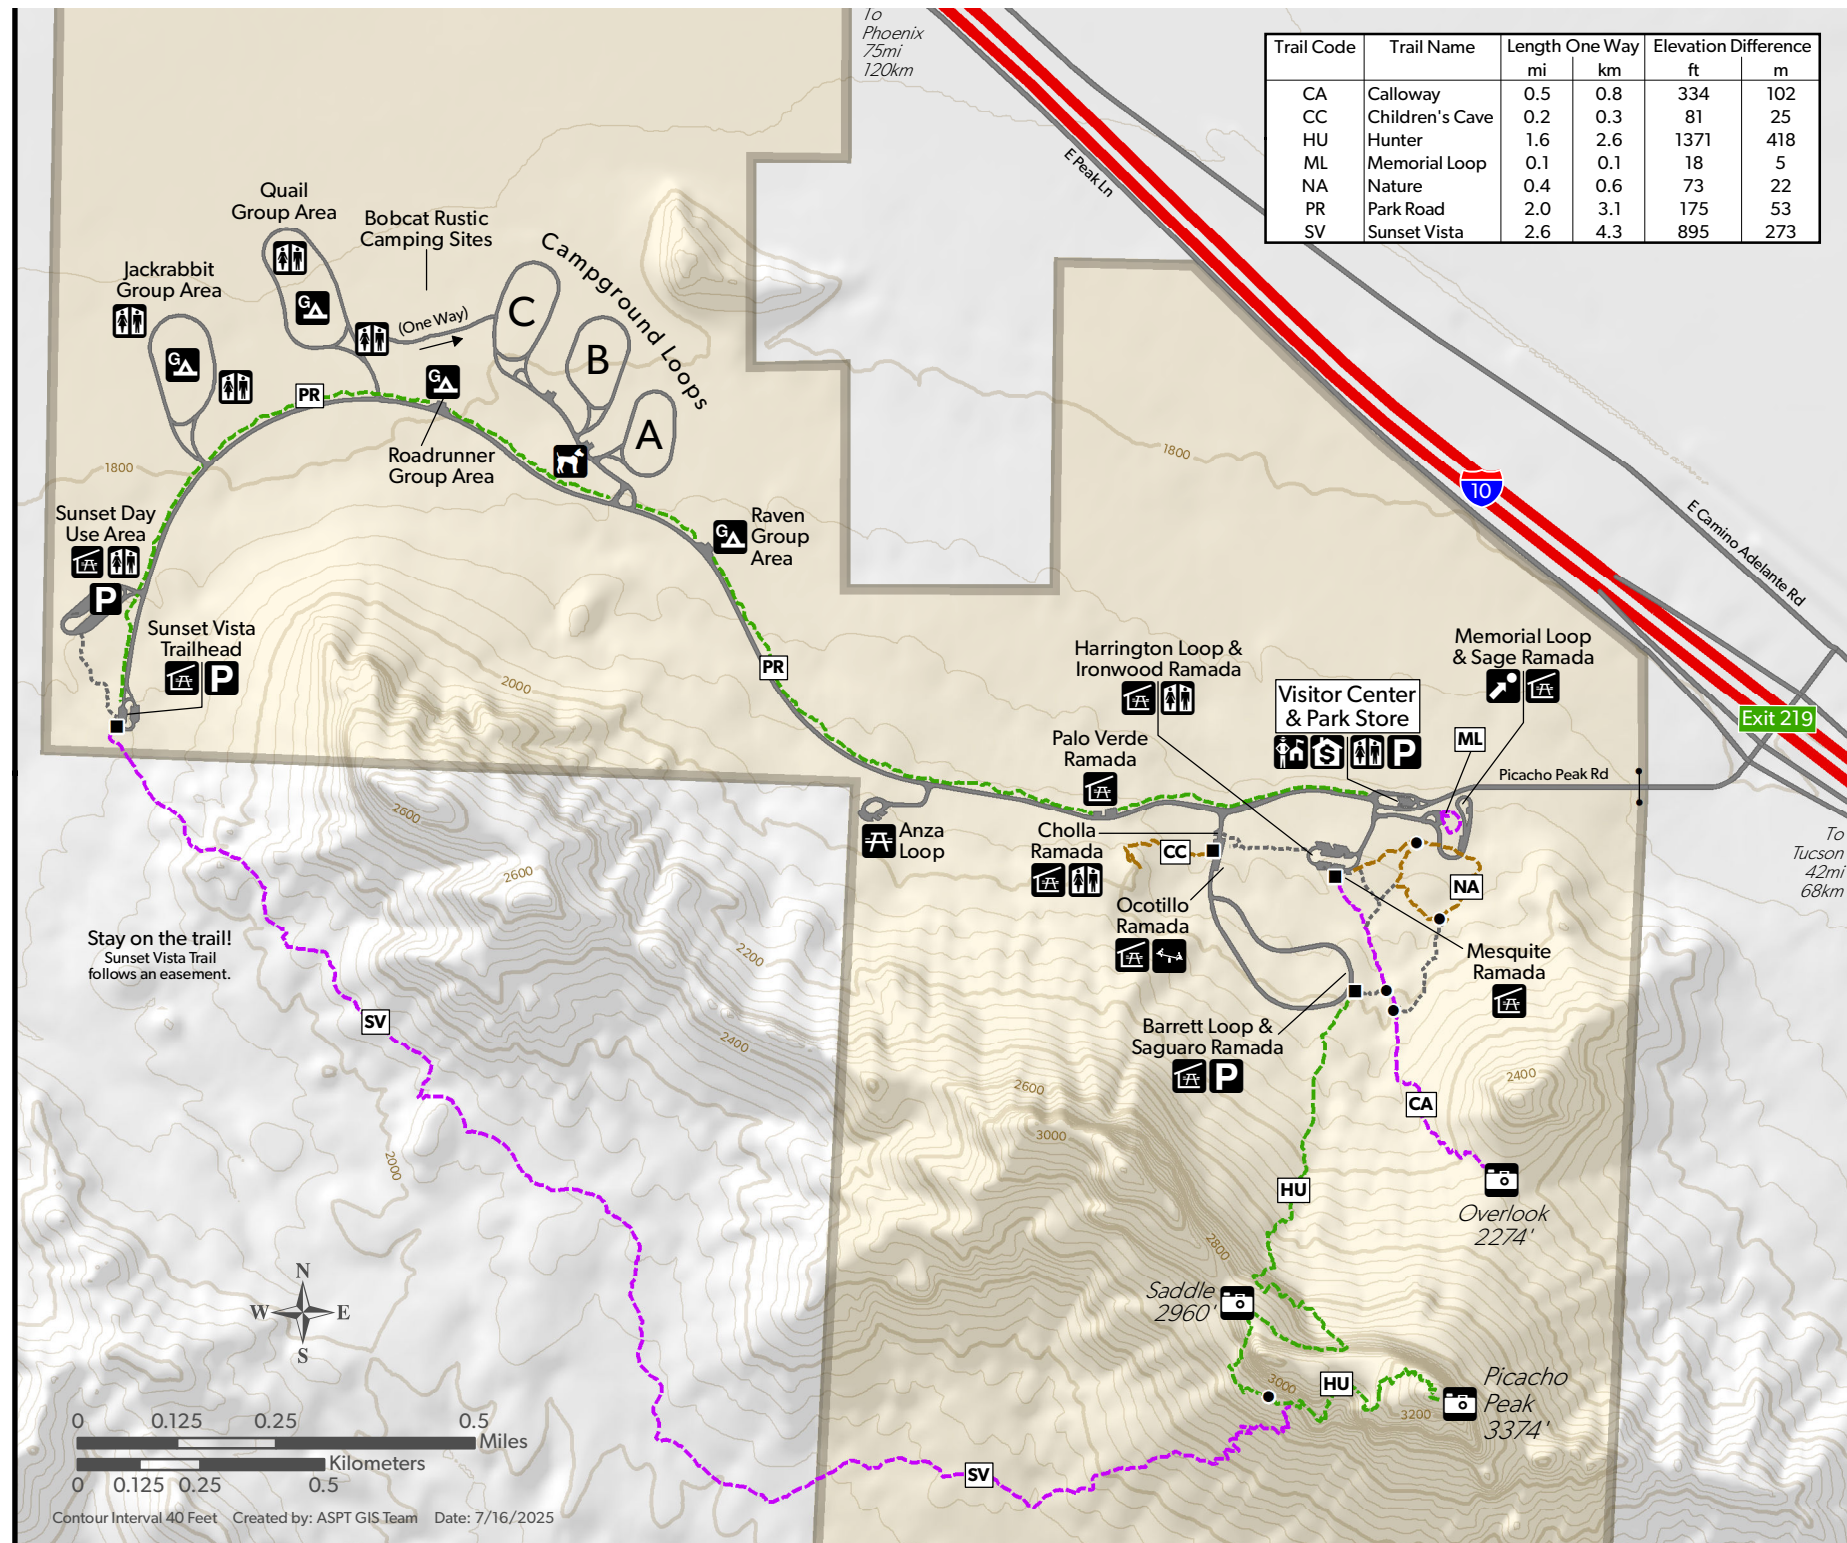 To
Phoenix
75mi
120km
E Peak Ln
Trail Code Trail Name Length One Way Elevation Difference
mi km ft m
CA Calloway 0.5 0.8 334 102
CC Children's Cave 0.2 0.3 81 25
HU Hunter 1.6 2.6 1371 418
ML Memorial Loop 0.1 0.1 18 5
NA Nature 0.4 0.6 73 22
PR Park Road 2.0 3.1 175 53
SV Sunset Vista 2.6 4.3 895 273
Quail
Group Area
Bobcat Rustic
Camping Sites
Jackrabbit
Group Area
G
G
(One Way)
G
Campground Loops
C
B
A
PR
Roadrunner
Group Area
1800
1800
10
E Camino Adelante Rd
Sunset Day
Use Area
P
Raven
Group
Area
G
Sunset Vista
Trailhead
P
2000
PR
Harrington Loop &
Ironwood Ramada
Memorial Loop
& Sage Ramada
Visitor Center
& Park Store
$
P
ML
Exit 219
Palo Verde
Ramada
Picacho Peak Rd
2600
Anza
Loop
Cholla
Ramada
CC
NA
To
Tucson
42mi
68km
2600
Ocotillo
Ramada
Stay on the trail!
Sunset Vista Trail
follows an easement.
2200
Mesquite
Ramada
SV
2400
Barrett Loop &
Saguaro Ramada
P
2600
2400
3000
CA
2000
HU
Overlook
2274'
2800
N
W E
S
Saddle
2960'
3000
HU
3200
Picacho
Peak
3374'
SV
0 0.125 0.25 0.5
Miles
Kilometers
0 0.125 0.25 0.5
Contour Interval 40 Feet Created by: ASPT GIS Team Date: 7/16/2025